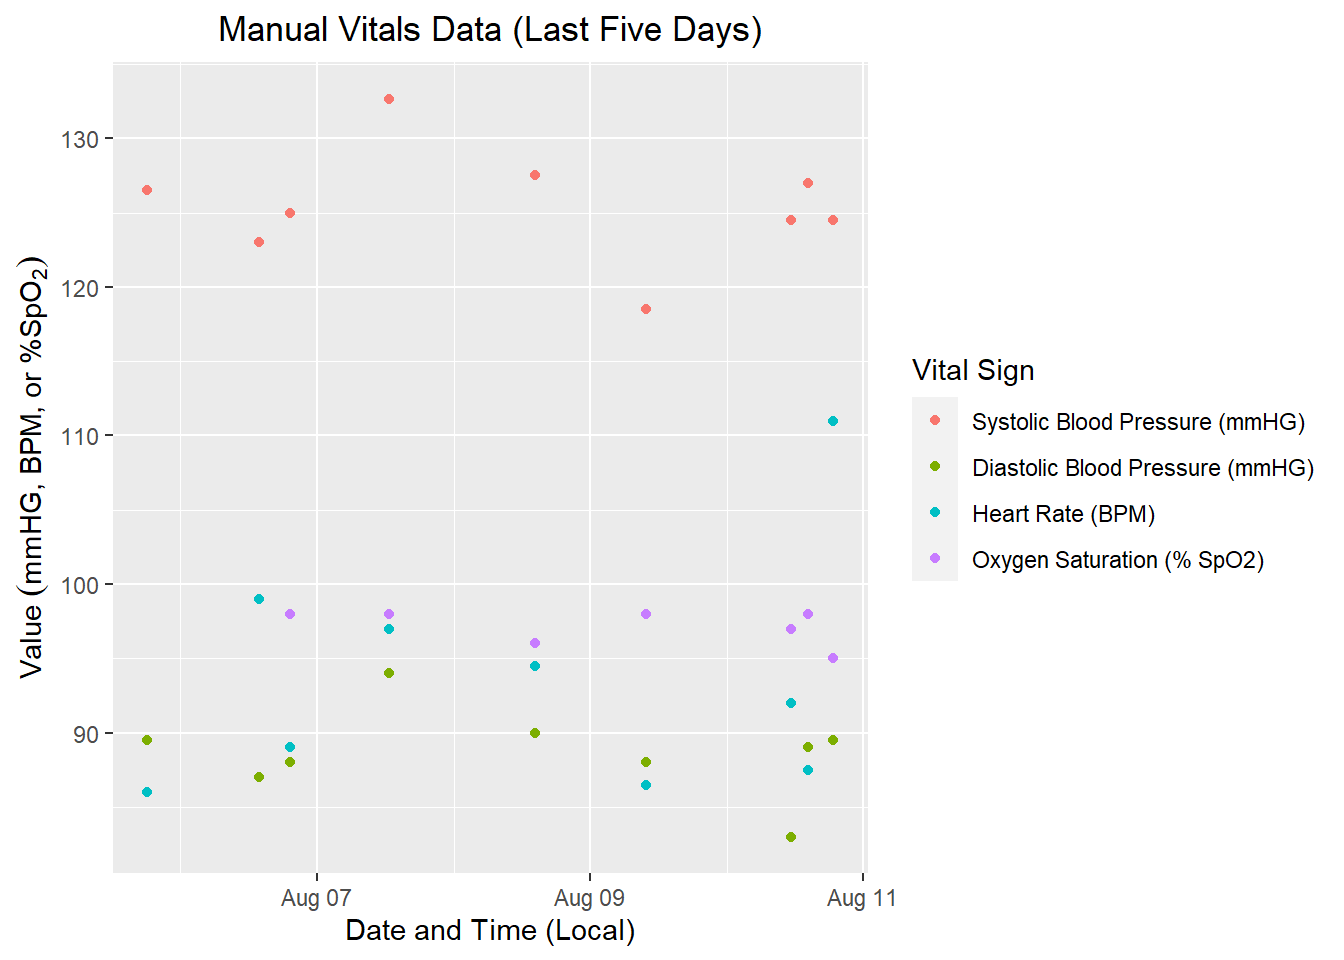 Manual Vitals Data (Last Five Days)
Value (mmHG, BPM, or %SpO₂)
130
120
110
100
90
Aug 07
Aug 09
Aug 11
Date and Time (Local)
Vital Sign
Systolic Blood Pressure (mmHG)
Diastolic Blood Pressure (mmHG)
Heart Rate (BPM)
Oxygen Saturation (% SpO2)